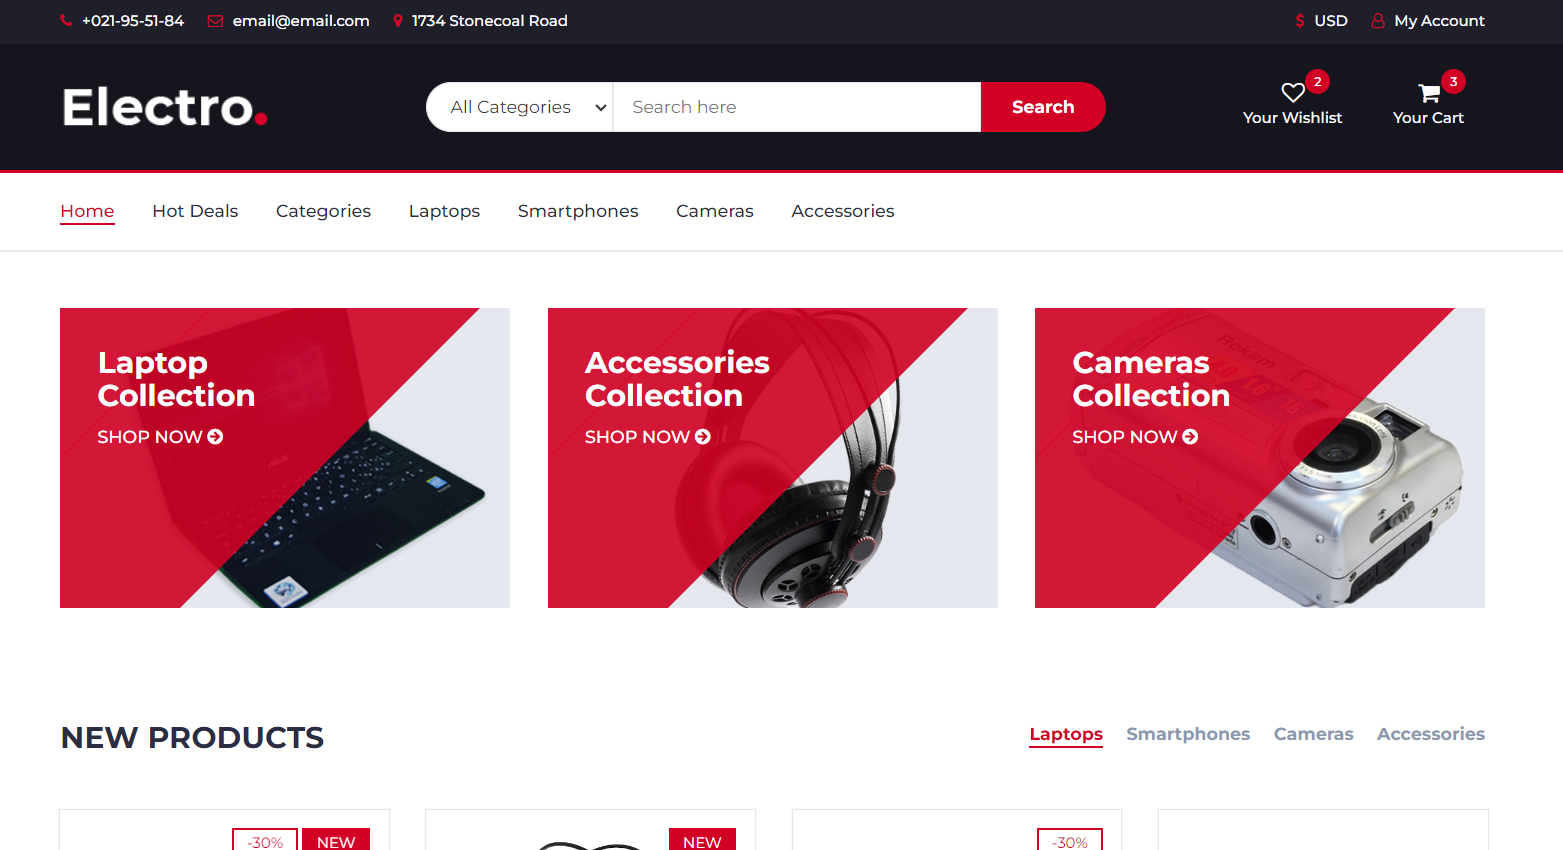 +021-95-51-84 email@email.com 1734 Stonecoal Road $ USD My Account
Electro.
All Categories Search here Search
2
Your Wishlist
3
Your Cart
Home Hot Deals Categories Laptops Smartphones Cameras Accessories
Laptop
Collection
SHOP NOW
Accessories
Collection
SHOP NOW
Cameras
Collection
SHOP NOW
Rekam
NEW PRODUCTS
Laptops Smartphones Cameras Accessories
-30% NEW
NEW
-30%